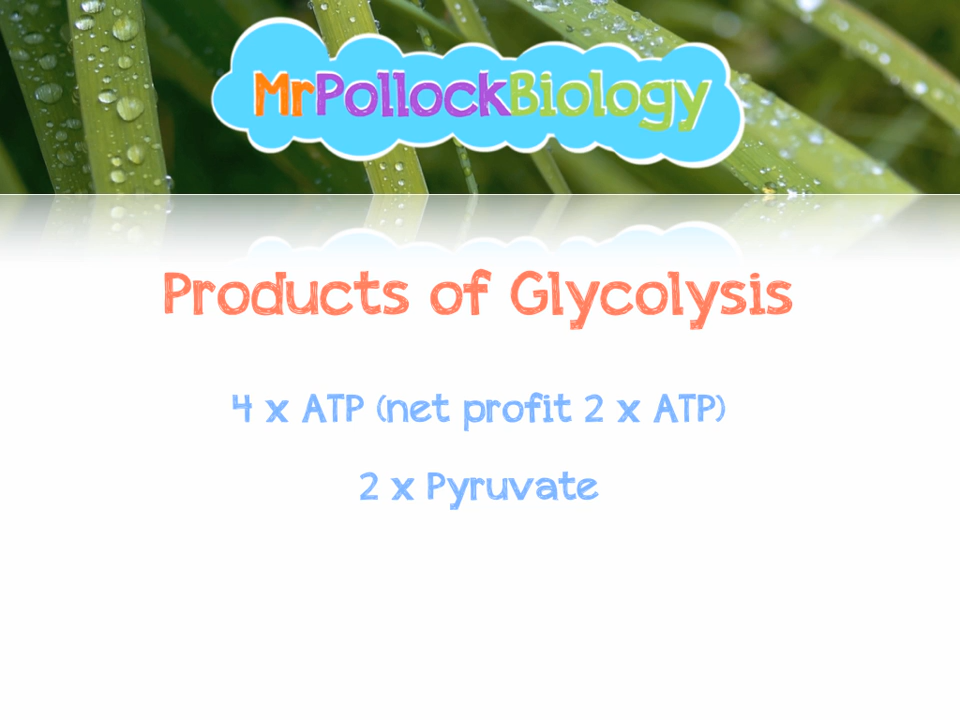 MrPollockBiology
Products of Glycolysis
4 x ATP (net profit 2 x ATP)
2 x Pyruvate